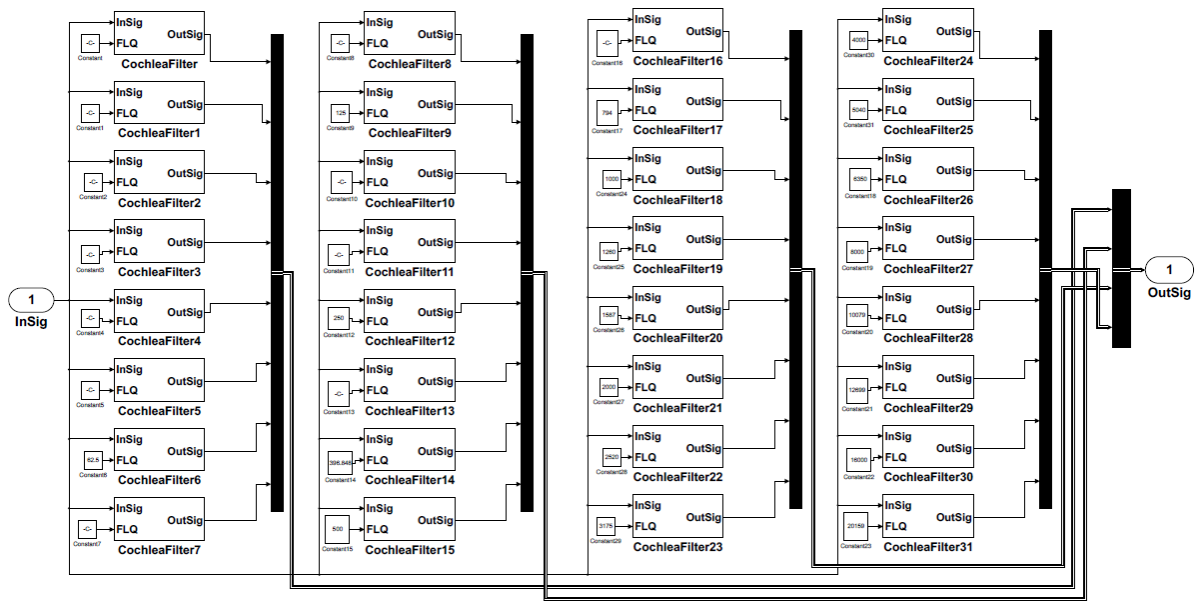 1
InSig
InSig
FLQ
OutSig
-C-
Constant
CochleaFilter
InSig
FLQ
OutSig
-C-
Constant1
CochleaFilter1
InSig
FLQ
OutSig
-C-
Constant2
CochleaFilter2
InSig
FLQ
OutSig
-C-
Constant3
CochleaFilter3
InSig
FLQ
OutSig
-C-
Constant4
CochleaFilter4
InSig
FLQ
OutSig
-C-
Constant5
CochleaFilter5
InSig
FLQ
OutSig
62.5
Constant6
CochleaFilter6
InSig
FLQ
OutSig
-C-
Constant7
CochleaFilter7
InSig
FLQ
OutSig
-C-
Constant8
CochleaFilter8
InSig
FLQ
OutSig
125
Constant9
CochleaFilter9
InSig
FLQ
OutSig
-C-
Constant10
CochleaFilter10
InSig
FLQ
OutSig
-C-
Constant11
CochleaFilter11
InSig
FLQ
OutSig
250
Constant12
CochleaFilter12
InSig
FLQ
OutSig
-C-
Constant13
CochleaFilter13
InSig
FLQ
OutSig
396.848
Constant14
CochleaFilter14
InSig
FLQ
OutSig
500
Constant15
CochleaFilter15
InSig
FLQ
OutSig
-C-
Constant16
CochleaFilter16
InSig
FLQ
OutSig
794
Constant17
CochleaFilter17
InSig
FLQ
OutSig
1000
Constant24
CochleaFilter18
InSig
FLQ
OutSig
1260
Constant25
CochleaFilter19
InSig
FLQ
OutSig
1587
Constant26
CochleaFilter20
InSig
FLQ
OutSig
2000
Constant27
CochleaFilter21
InSig
FLQ
OutSig
2520
Constant28
CochleaFilter22
InSig
FLQ
OutSig
3175
Constant29
CochleaFilter23
InSig
FLQ
OutSig
4000
Constant30
CochleaFilter24
InSig
FLQ
OutSig
5040
Constant31
CochleaFilter25
InSig
FLQ
OutSig
6350
Constant18
CochleaFilter26
InSig
FLQ
OutSig
8000
Constant19
CochleaFilter27
InSig
FLQ
OutSig
10079
Constant20
CochleaFilter28
InSig
FLQ
OutSig
12699
Constant21
CochleaFilter29
InSig
FLQ
OutSig
16000
Constant22
CochleaFilter30
InSig
FLQ
OutSig
20159
Constant23
CochleaFilter31
1
OutSig